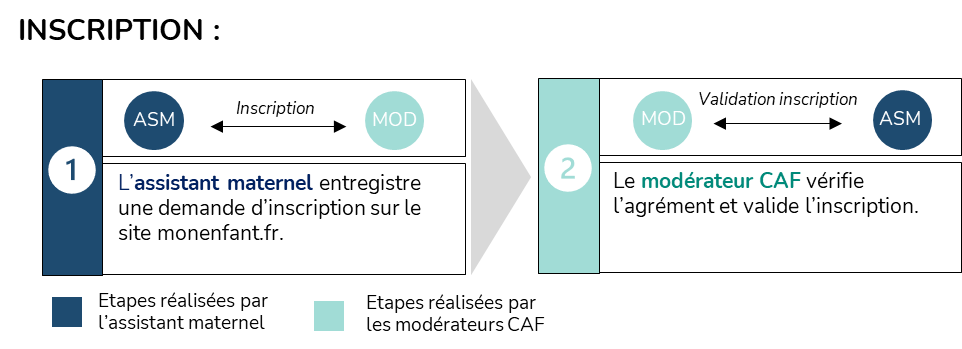 INSCRIPTION :
ASM
Inscription
MOD
1
L'assistant maternel entregistre
une demande d'inscription sur le
site monenfant.fr.
MOD
Validation inscription
ASM
2
Le modérateur CAF vérifie
l'agrément et valide l'inscription.
Etapes réalisées par
l'assistant maternel
Etapes réalisées par
les modérateurs CAF